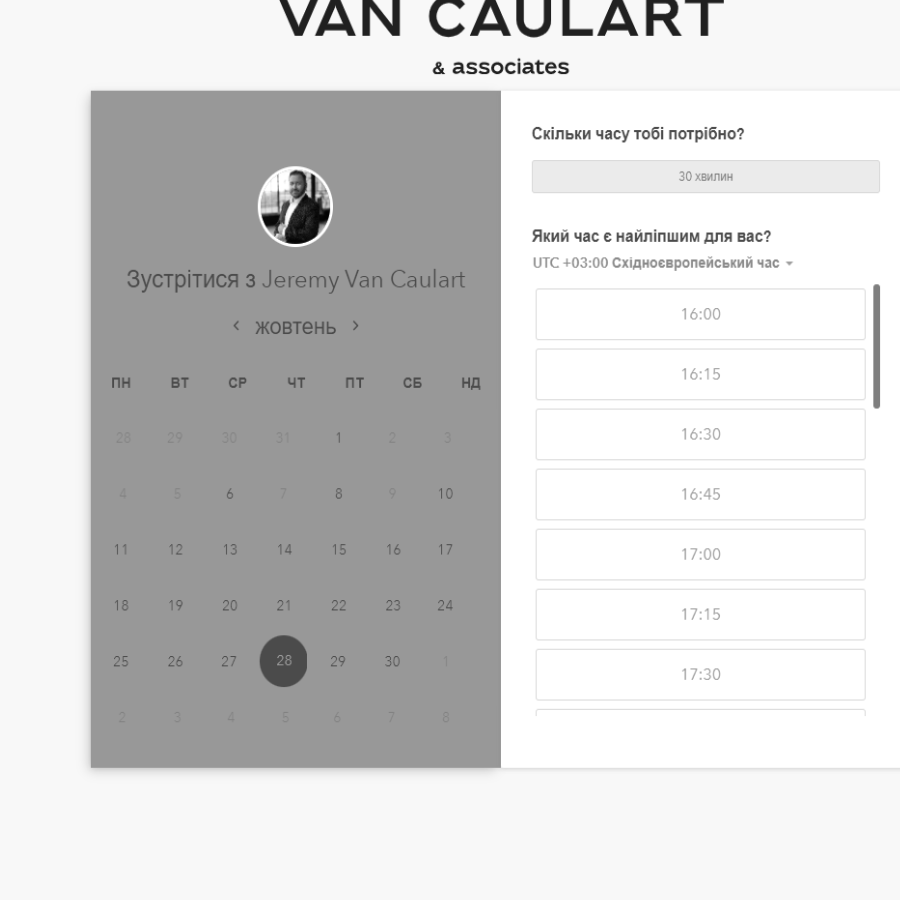 VAN CAULART
& associates
Зустрітися з Jeremy Van Caulart
жовтень
ПН ВТ СР ЧТ ПТ СБ НД
28 29 30 31 1 2 3
4 5 6 7 8 9 10
11 12 13 14 15 16 17
18 19 20 21 22 23 24
25 26 27 28 29 30 1
2 3 4 5 6 7 8
Скільки часу тобі потрібно?
30 хвилин
Який час є найліпшим для вас?
UTC +03:00 Східноєвропейський час
16:00
16:15
16:30
16:45
17:00
17:15
17:30